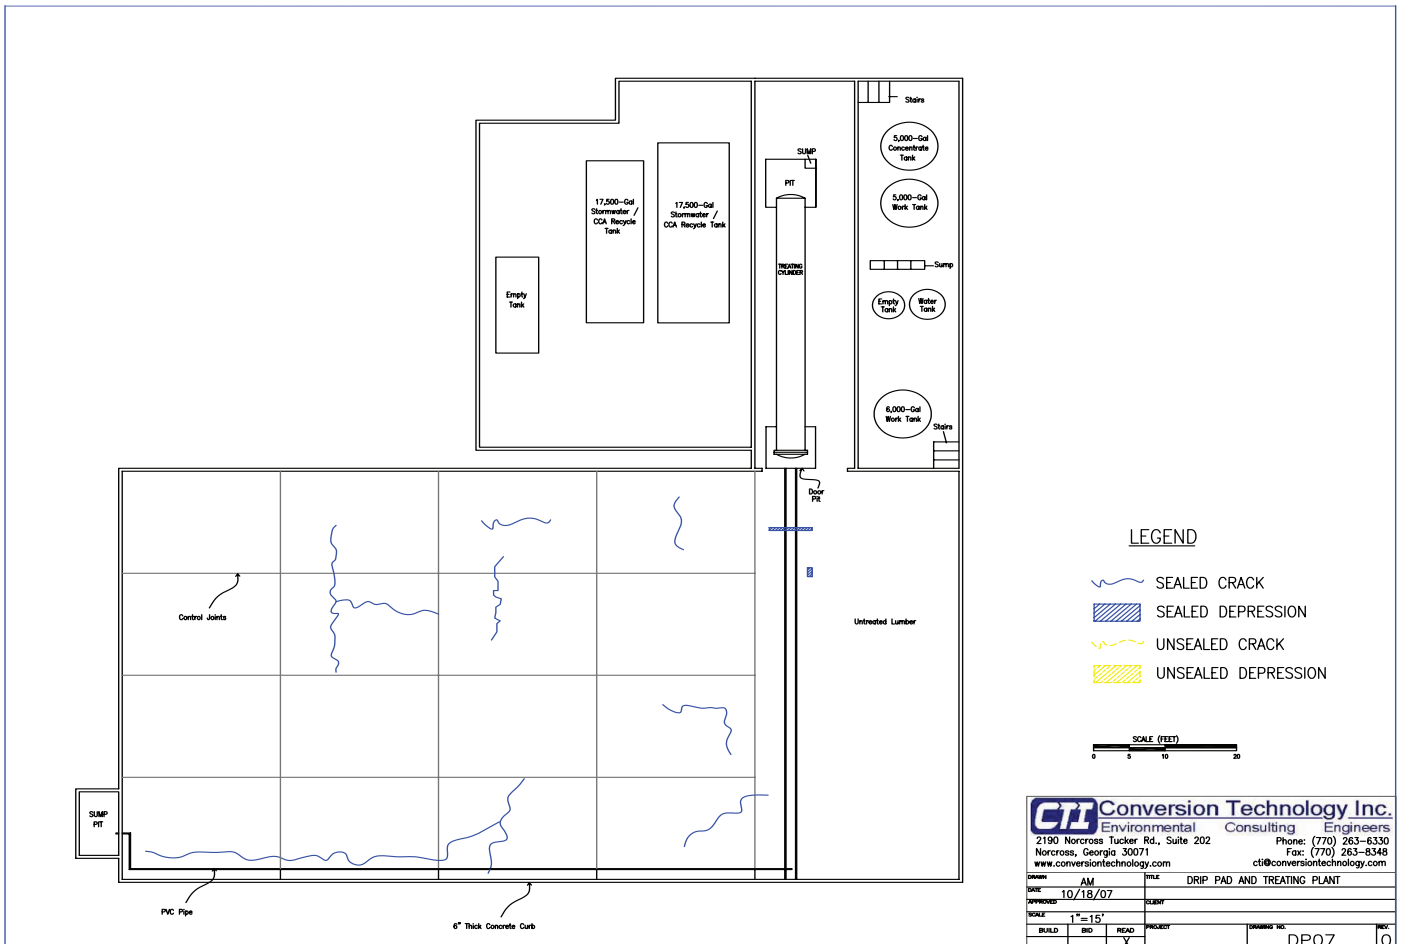 Stairs
5,000-Gal
Concentrate
Tank
SUMP
PIT
5,000-Gal
Work Tank
17,500-Gal
Stormwater /
CCA Recycle
Tank
17,500-Gal
Stormwater /
CCA Recycle Tank
TREATING
CYLINDER
Sump
Empty
Tank
Empty
Tank
Water
Tank
6,000-Gal
Work Tank
Stairs
Door
Pit
Control Joints
Untreated Lumber
LEGEND
SEALED CRACK
SEALED DEPRESSION
UNSEALED CRACK
UNSEALED DEPRESSION
SCALE (FEET)
0 5 10 20
SUMP
PIT
PVC Pipe
6" Thick Concrete Curb
CTI Conversion Technology Inc.
Environmental Consulting Engineers
2190 Norcross Tucker Rd., Suite 202
Norcross, Georgia 30071
www.conversiontechnology.com
Phone: (770) 263-6330
Fax: (770) 263-8348
cti@conversiontechnology.com
DRAWN AM
TITLE DRIP PAD AND TREATING PLANT
DATE 10/18/07
APPROVED
CLIENT
SCALE 1"=15'
BUILD BID READ
X
PROJECT
DRAWING NO. DP07
REV. 0